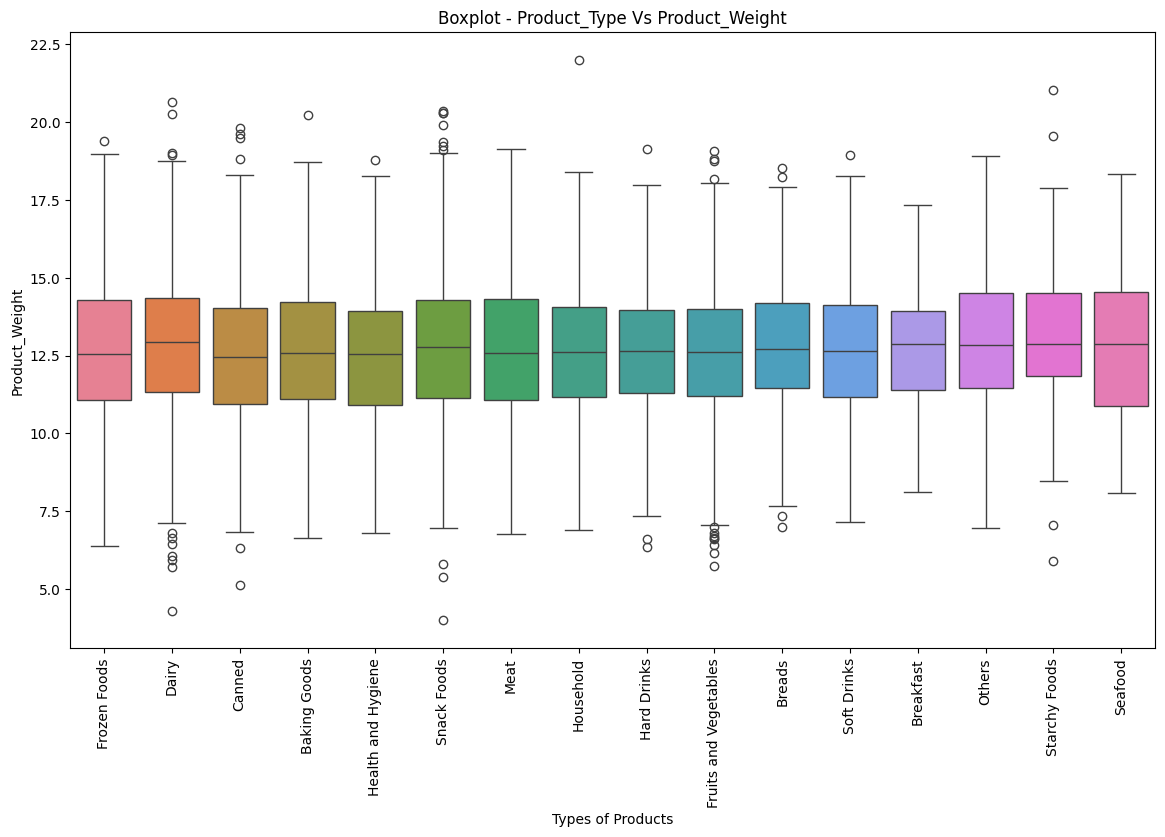 Boxplot - Product_Type Vs Product_Weight
Product_Weight
22.5
20.0
17.5
15.0
12.5
10.0
7.5
5.0
Frozen Foods
Dairy
Canned
Baking Goods
Health and Hygiene
Snack Foods
Meat
Household
Hard Drinks
Fruits and Vegetables
Breads
Soft Drinks
Breakfast
Others
Starchy Foods
Seafood
Types of Products